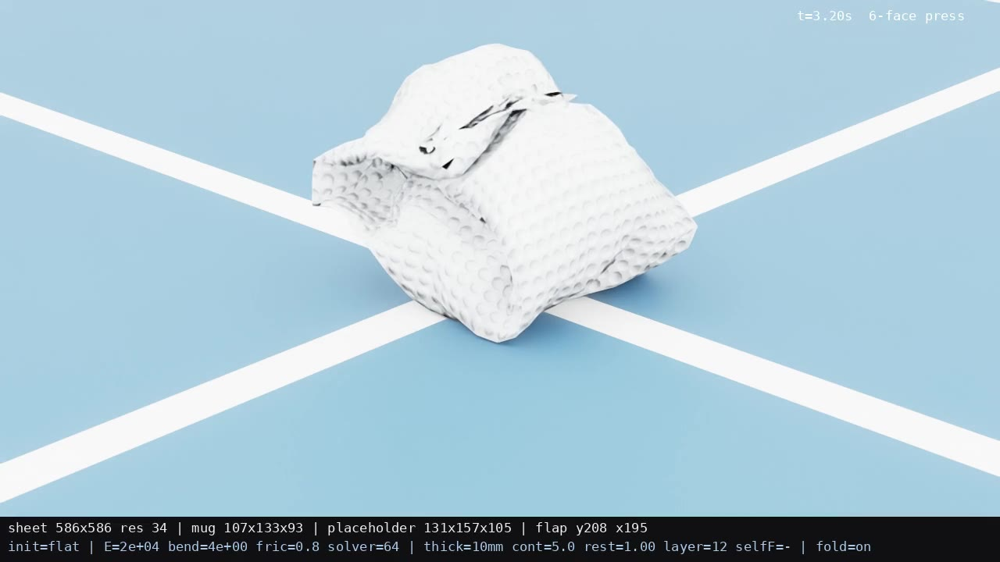 t=3.20s  6-face press
sheet 586x586 res 34 | mug 107x133x93 | placeholder 131x157x105 | flap y208 x195
init=flat | E=2e+04 bend=4e+00 fric=0.8 solver=64 | thick=10mm cont=5.0 rest=1.00 layer=12 selfF=- | fold=on